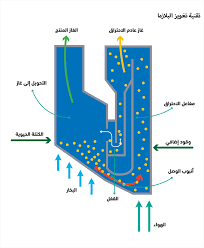 تقنية تغويز البلازما
غاز عادم الاحتراق
الغاز المنتج
التحويل إلى غاز
مفاعل الاحتراق
الكتلة الحيوية
وقود إضافي
أنبوب الوصل
القفل
البخار
الهواء